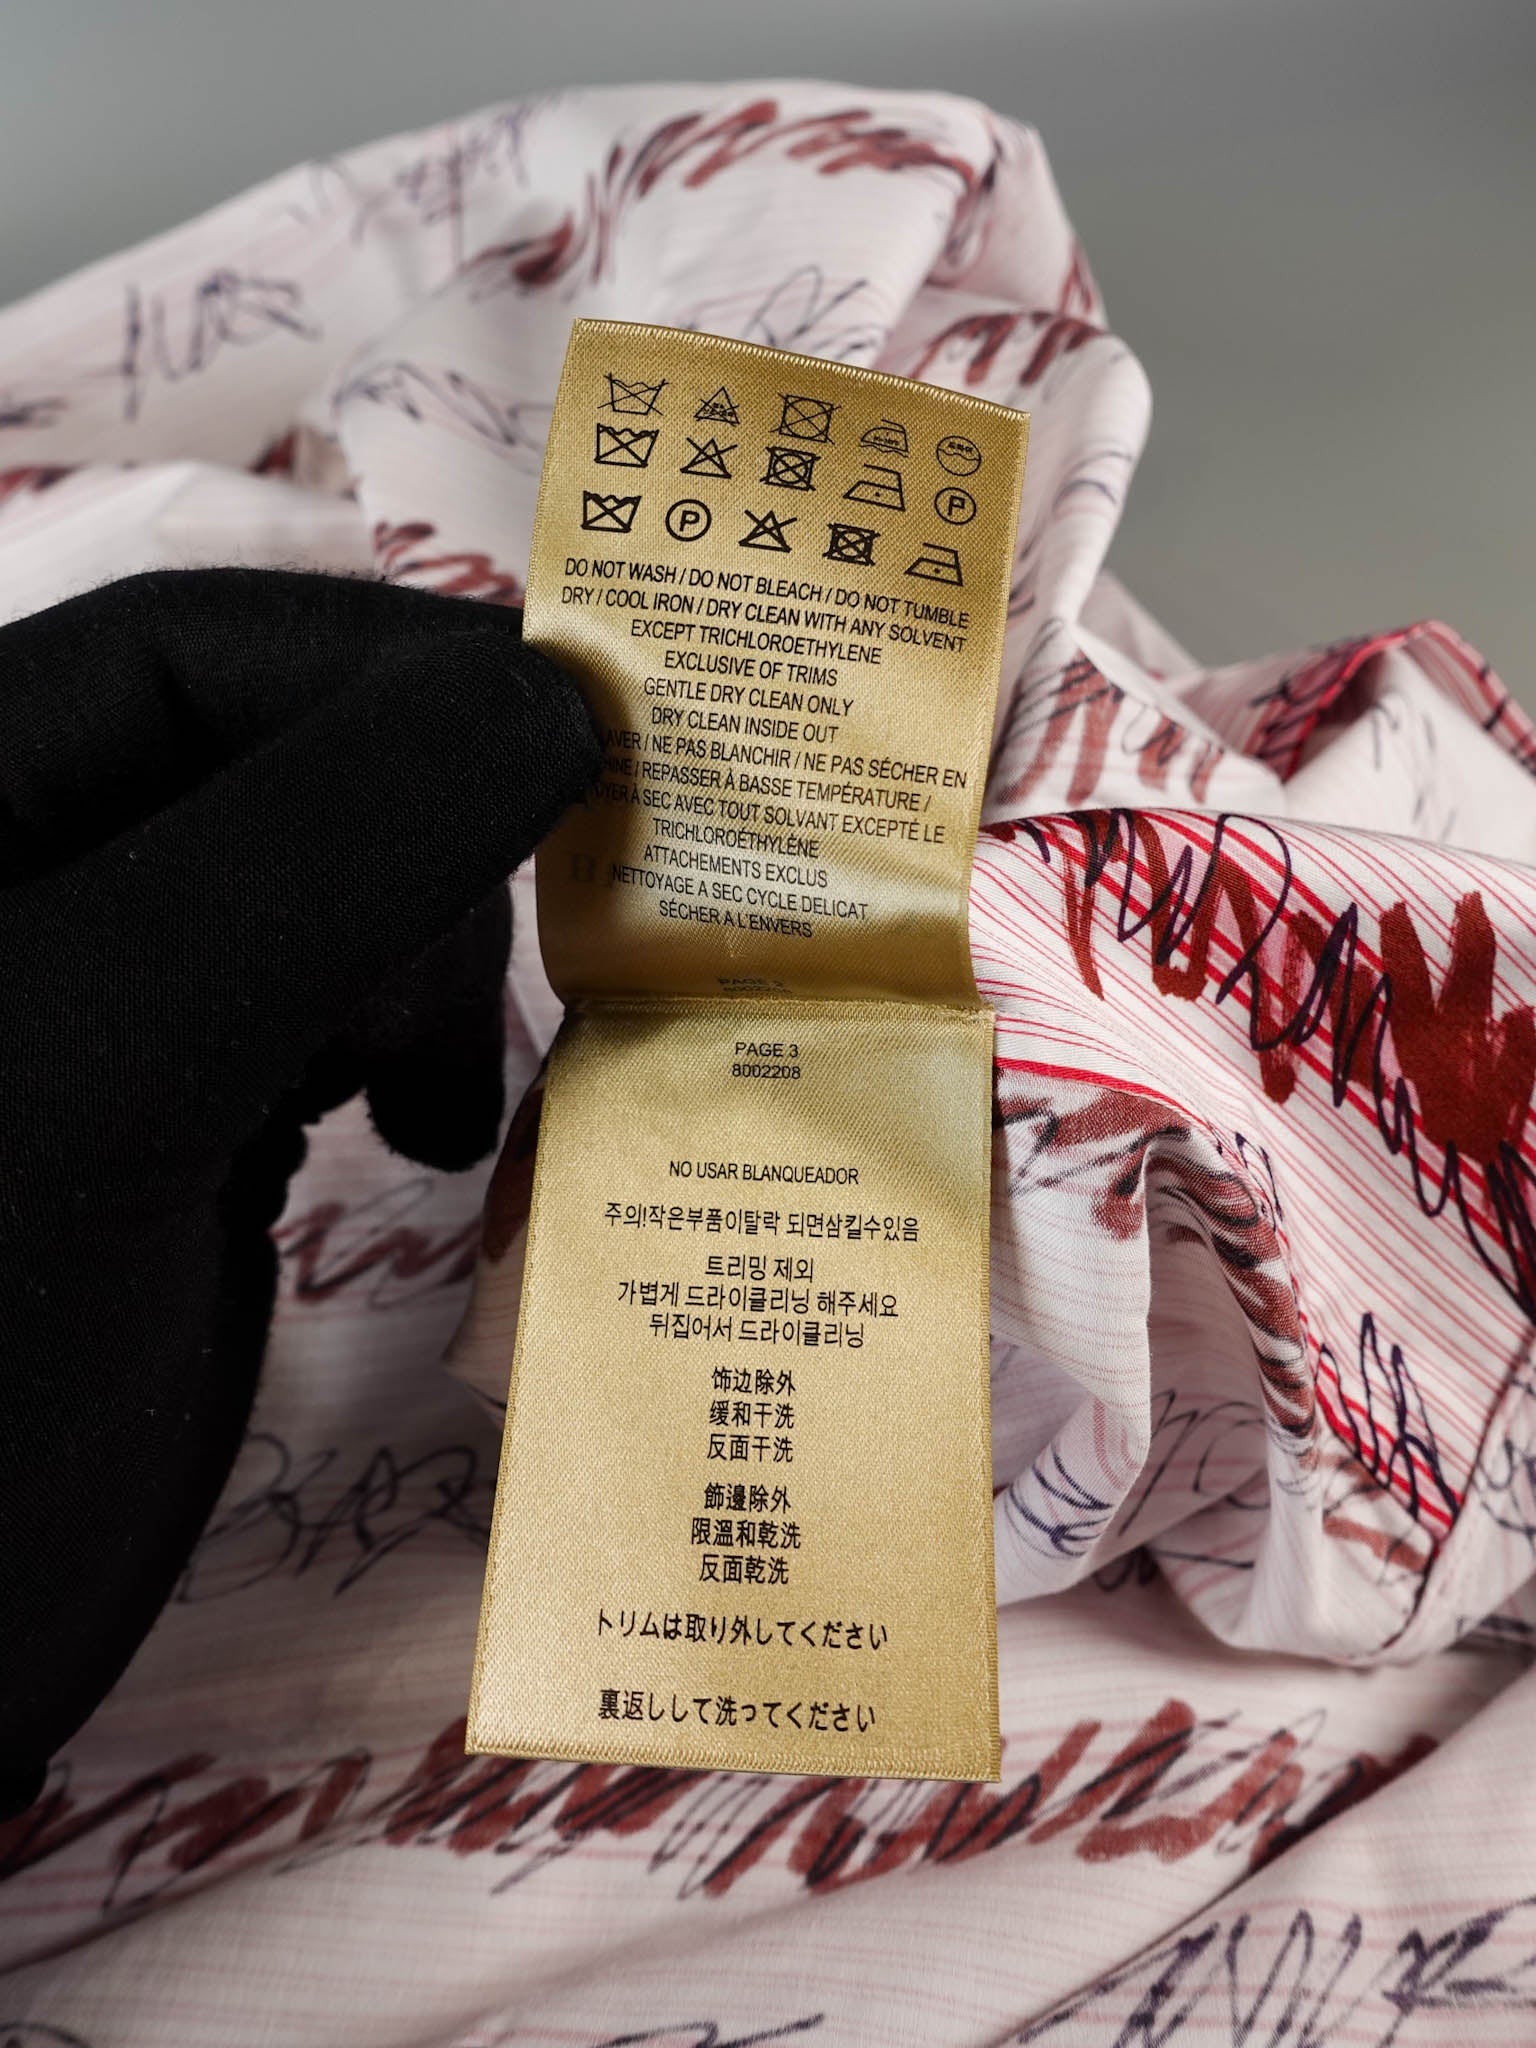 P
P
DO NOT WASH / DO NOT BLEACH / DO NOT TUMBLE
DRY / COOL IRON / DRY CLEAN WITH ANY SOLVENT
EXCEPT TRICHLOROETHYLENE
EXCLUSIVE OF TRIMS
GENTLE DRY CLEAN ONLY
DRY CLEAN INSIDE OUT
/ NE PAS BLANCHIR / NE PAS SÉCHER EN
/ REPASSER À BASSE TEMPÉRATURE /
À SEC AVEC TOUT SOLVANT EXCEPTÉ LE
TRICHLOROÉTHYLÉNE
ATTACHEMENTS EXCLUS
NETTOYAGE A SEC CYCLE DELICAT
SÉCHER A L'ENVERS
PAGE 2
PAGE 3
8002208
NO USAR BLANQUEADOR
주의!작은부품이탈락 되면삼킬수있음
트리밍 제외
가볍게 드라이클리닝 해주세요
뒤집어서 드라이클리닝
饰边除外
缓和干洗
反面干洗
飾邊除外
限溫和乾洗
反面乾洗
トリムは取り外してください
裏返しして洗ってください